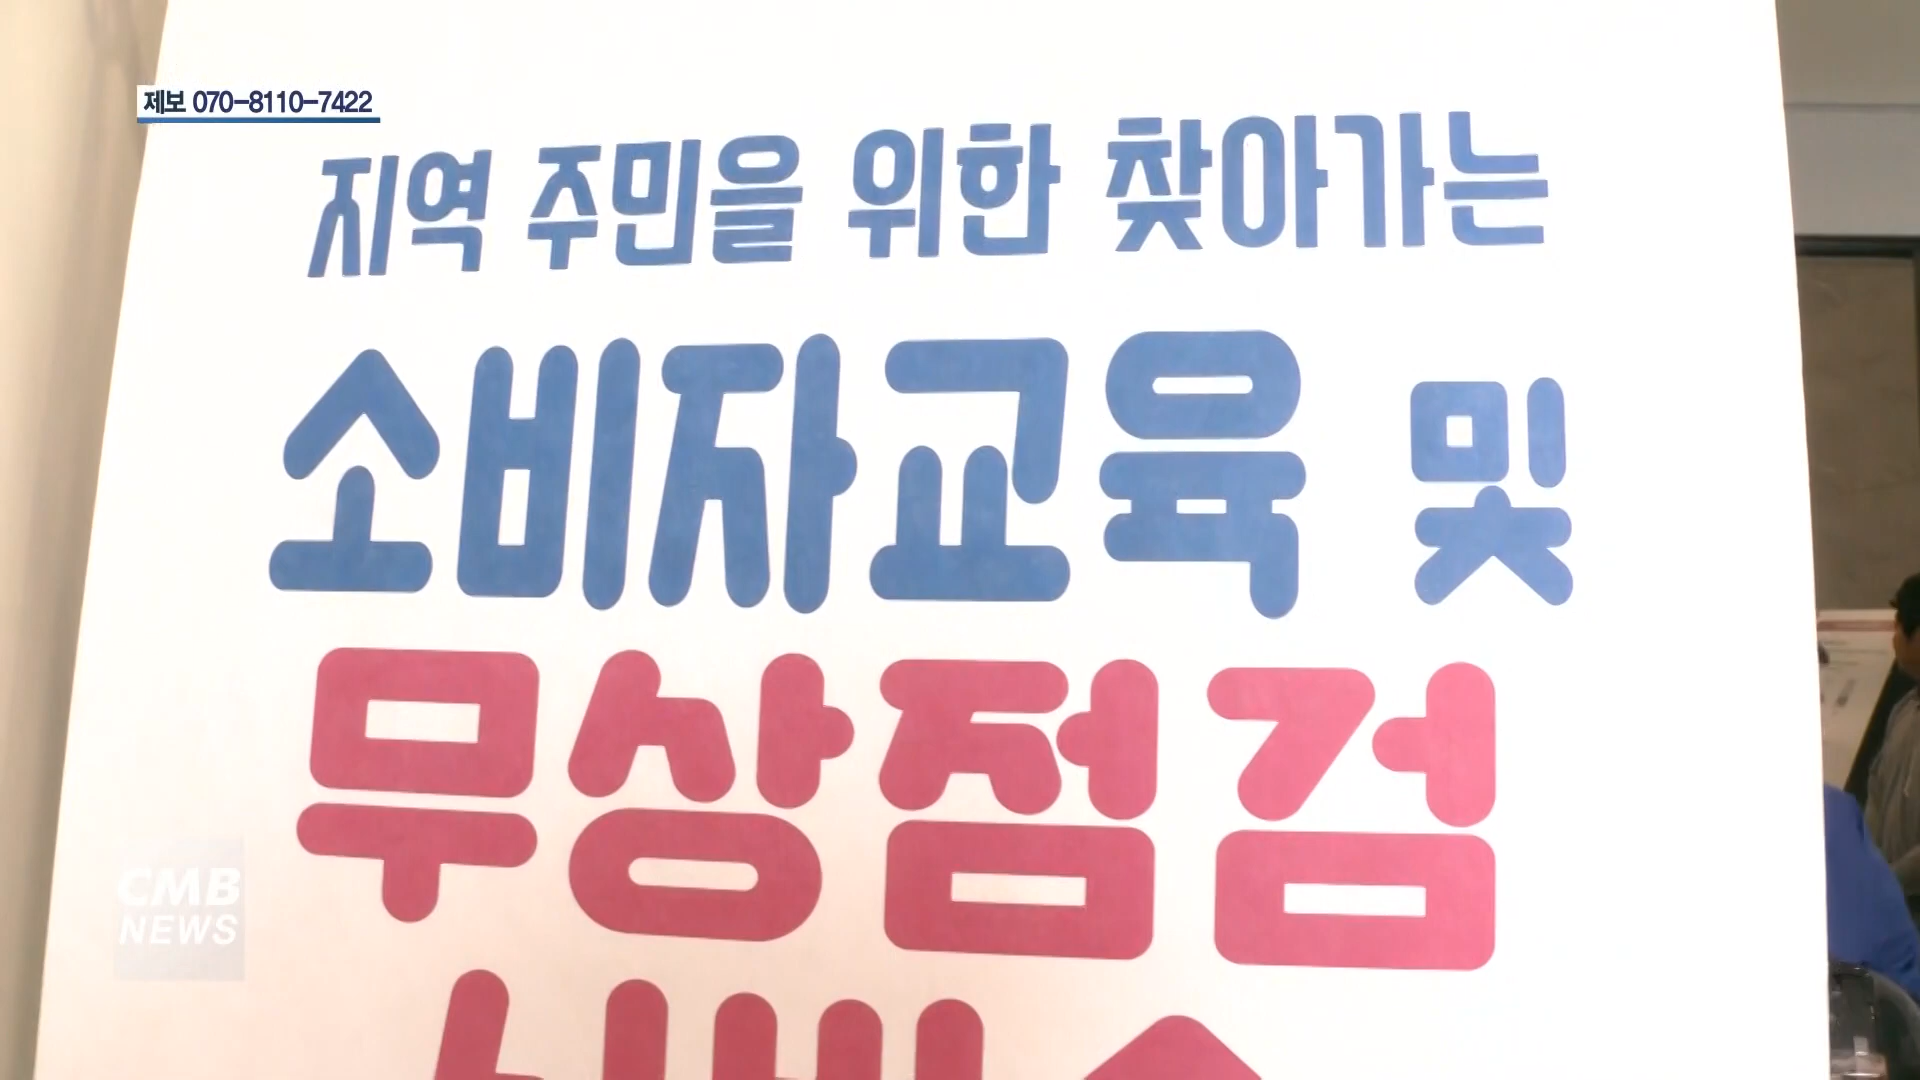 제보 070-8110-7422
지역 주민을 위한 찾아가는
소비자교육 및
무상점검
CMB
NEWS